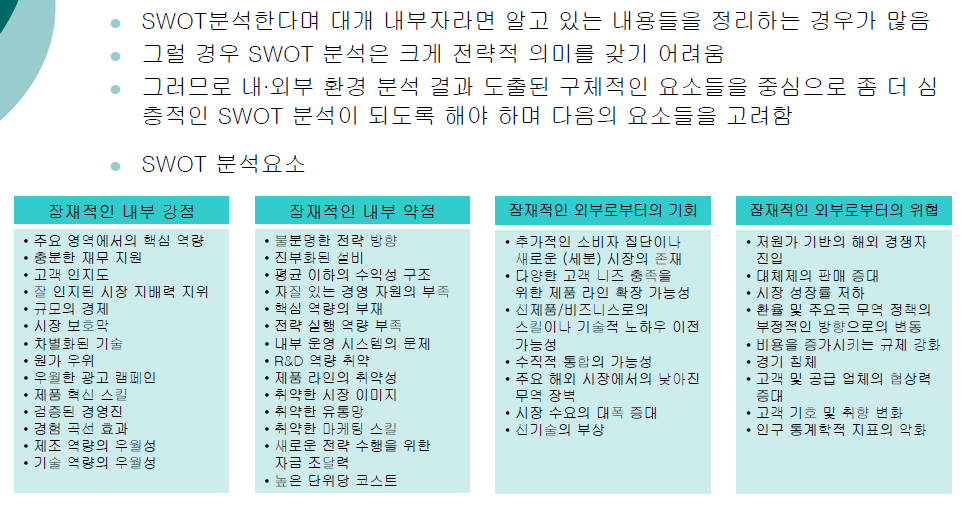 SWOT분석한다며 대개 내부자라면 알고 있는 내용들을 정리하는 경우가 많음
그럴 경우 SWOT 분석은 크게 전략적 의미를 갖기 어려움
그러므로 내·외부 환경 분석 결과 도출된 구체적인 요소들을 중심으로 좀 더 심
층적인 SWOT 분석이 되도록 해야 하며 다음의 요소들을 고려함
SWOT 분석요소
잠재적인 내부 강점
• 주요 영역에서의 핵심 역량
• 충분한 재무 지원
• 고객 인지도
• 잘 인지된 시장 지배력 지위
• 규모의 경제
• 시장 보호막
• 차별화된 기술
• 원가 우위
• 우월한 광고 캠페인
• 제품 혁신 스킬
• 검증된 경영진
• 경험 곡선 효과
• 제조 역량의 우월성
• 기술 역량의 우월성
잠재적인 내부 약점
• 불분명한 전략 방향
• 진부화된 설비
• 평균 이하의 수익성 구조
• 자질 있는 경영 자원의 부족
• 핵심 역량의 부재
• 전략 실행 역량 부족
• 내부 운영 시스템의 문제
• R&D 역량 취약
• 제품 라인의 취약성
• 취약한 시장 이미지
• 취약한 유통망
• 취약한 마케팅 스킬
• 새로운 전략 수행을 위한
자금 조달력
• 높은 단위당 코스트
잠재적인 외부로부터의 기회
• 추가적인 소비자 집단이나
새로운 (세분) 시장의 존재
• 다양한 고객 니즈 충족을
위한 제품 라인 확장 가능성
• 신제품/비즈니스로의
스킬이나 기술적 노하우 이전
가능성
• 수직적 통합의 가능성
• 주요 해외 시장에서의 낮아진
무역 장벽
• 시장 수요의 대폭 증대
• 신기술의 부상
잠재적인 외부로부터의 위협
• 저원가 기반의 해외 경쟁자
진입
• 대체제의 판매 증대
• 시장 성장률 저하
• 환율 및 주요국 무역 정책의
부정적인 방향으로의 변동
• 비용을 증가시키는 규제 강화
• 경기 침체
• 고객 및 공급 업체의 협상력
증대
• 고객 기호 및 취향 변화
• 인구 통계학적 지표의 악화